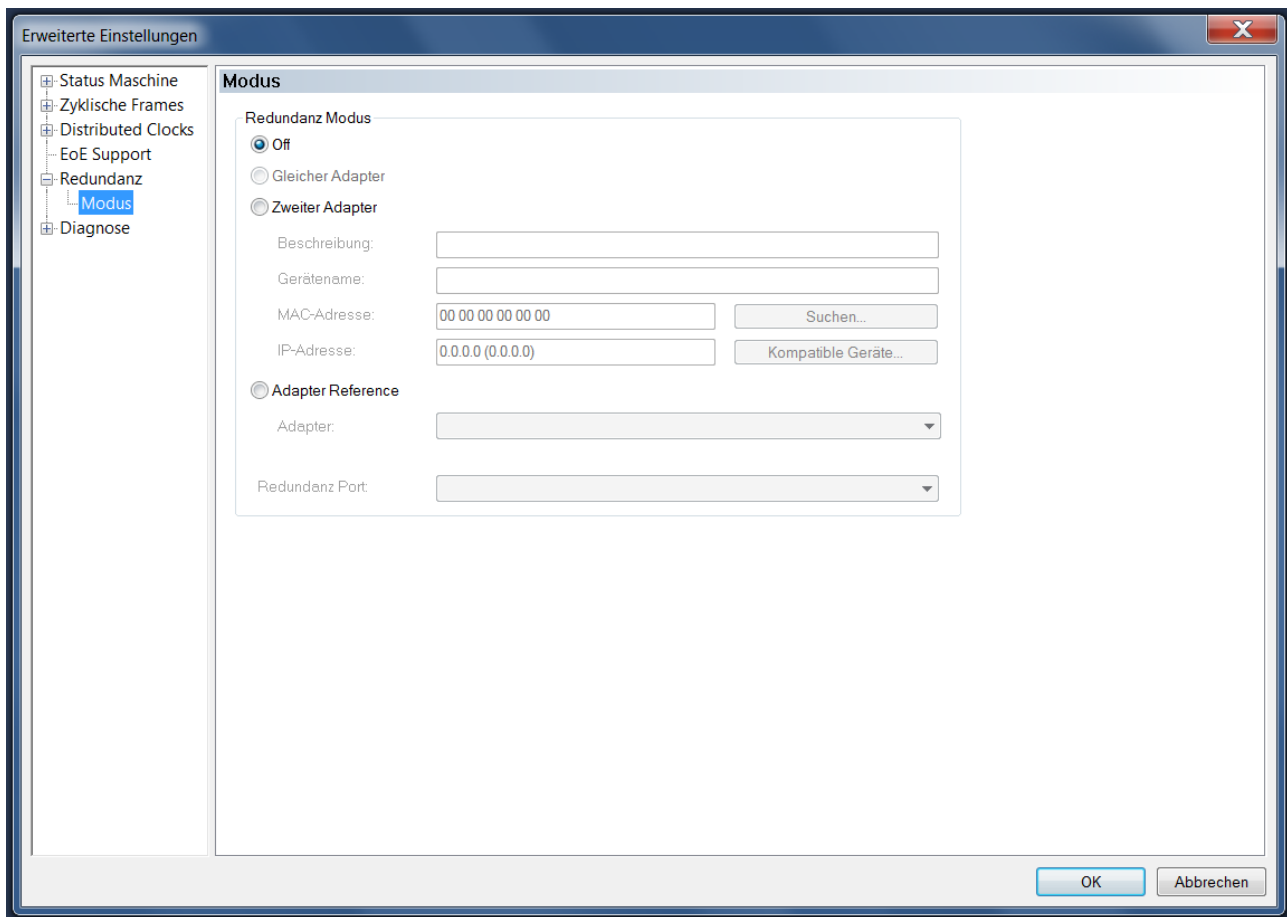 Erweiterte Einstellungen
Status Maschine
Zyklische Frames
Distributed Clocks
EoE Support
Redundanz
Modus
Diagnose
Modus
Redundanz Modus
Off
Gleicher Adapter
Zweiter Adapter
Beschreibung:
Gerätename:
MAC-Adresse: 00 00 00 00 00 00 Suchen...
IP-Adresse: 0.0.0.0 (0.0.0.0) Kompatible Geräte...
Adapter Reference
Adapter:
Redundanz Port:
OK Abbrechen